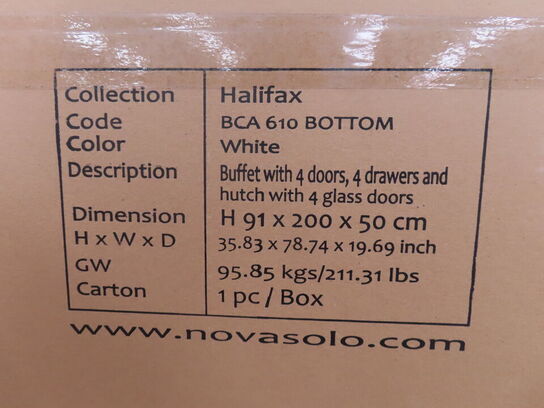 Collection Halifax
Code BCA 610 BOTTOM
Color White
Description Buffet with 4 doors, 4 drawers and
hutch with 4 glass doors
Dimension H 91 x 200 x 50 cm
H x W x D 35.83 x 78.74 x 19.69 inch
GW 95.85 kgs/211.31 lbs
Carton 1 pc / Box
www.novasolo.com